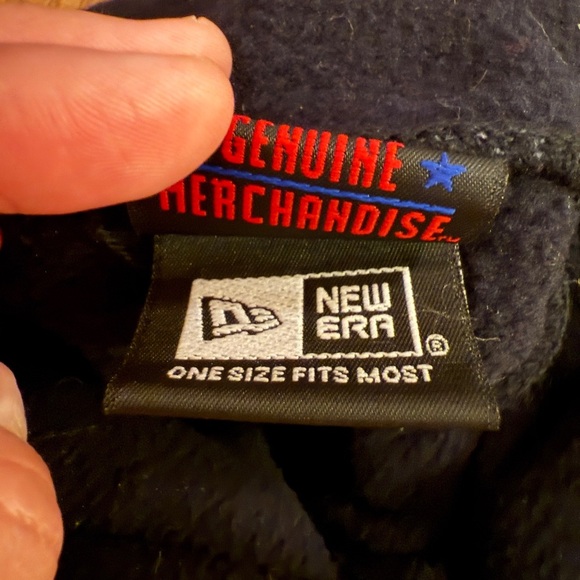 GENUINE
MERCHANDISE
NEW
ERA
®
ONE SIZE FITS MOST